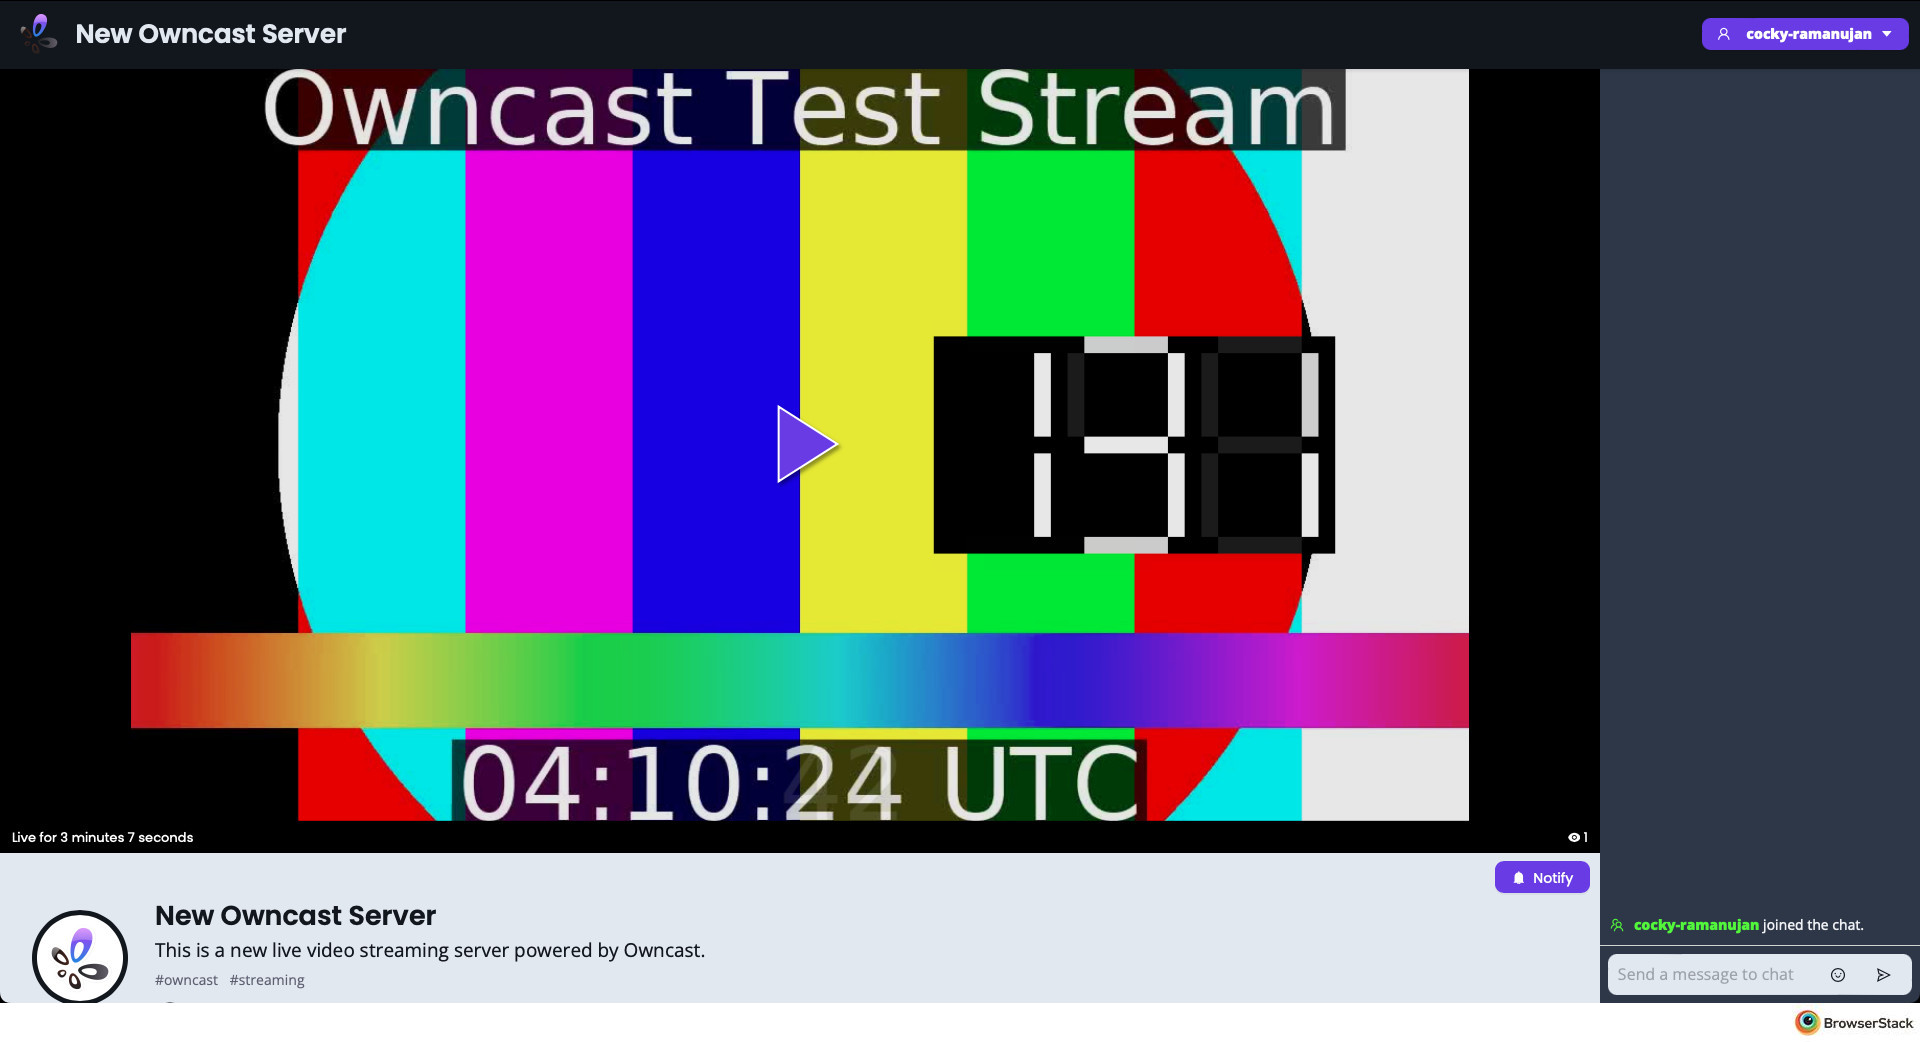 New Owncast Server
cocky-ramanujan
Owncast Test Stream
191
04:10:24 UTC
Live for 3 minutes 7 seconds
1
Notify
New Owncast Server
This is a new live video streaming server powered by Owncast.
#owncast #streaming
cocky-ramanujan joined the chat.
Send a message to chat
BrowserStack